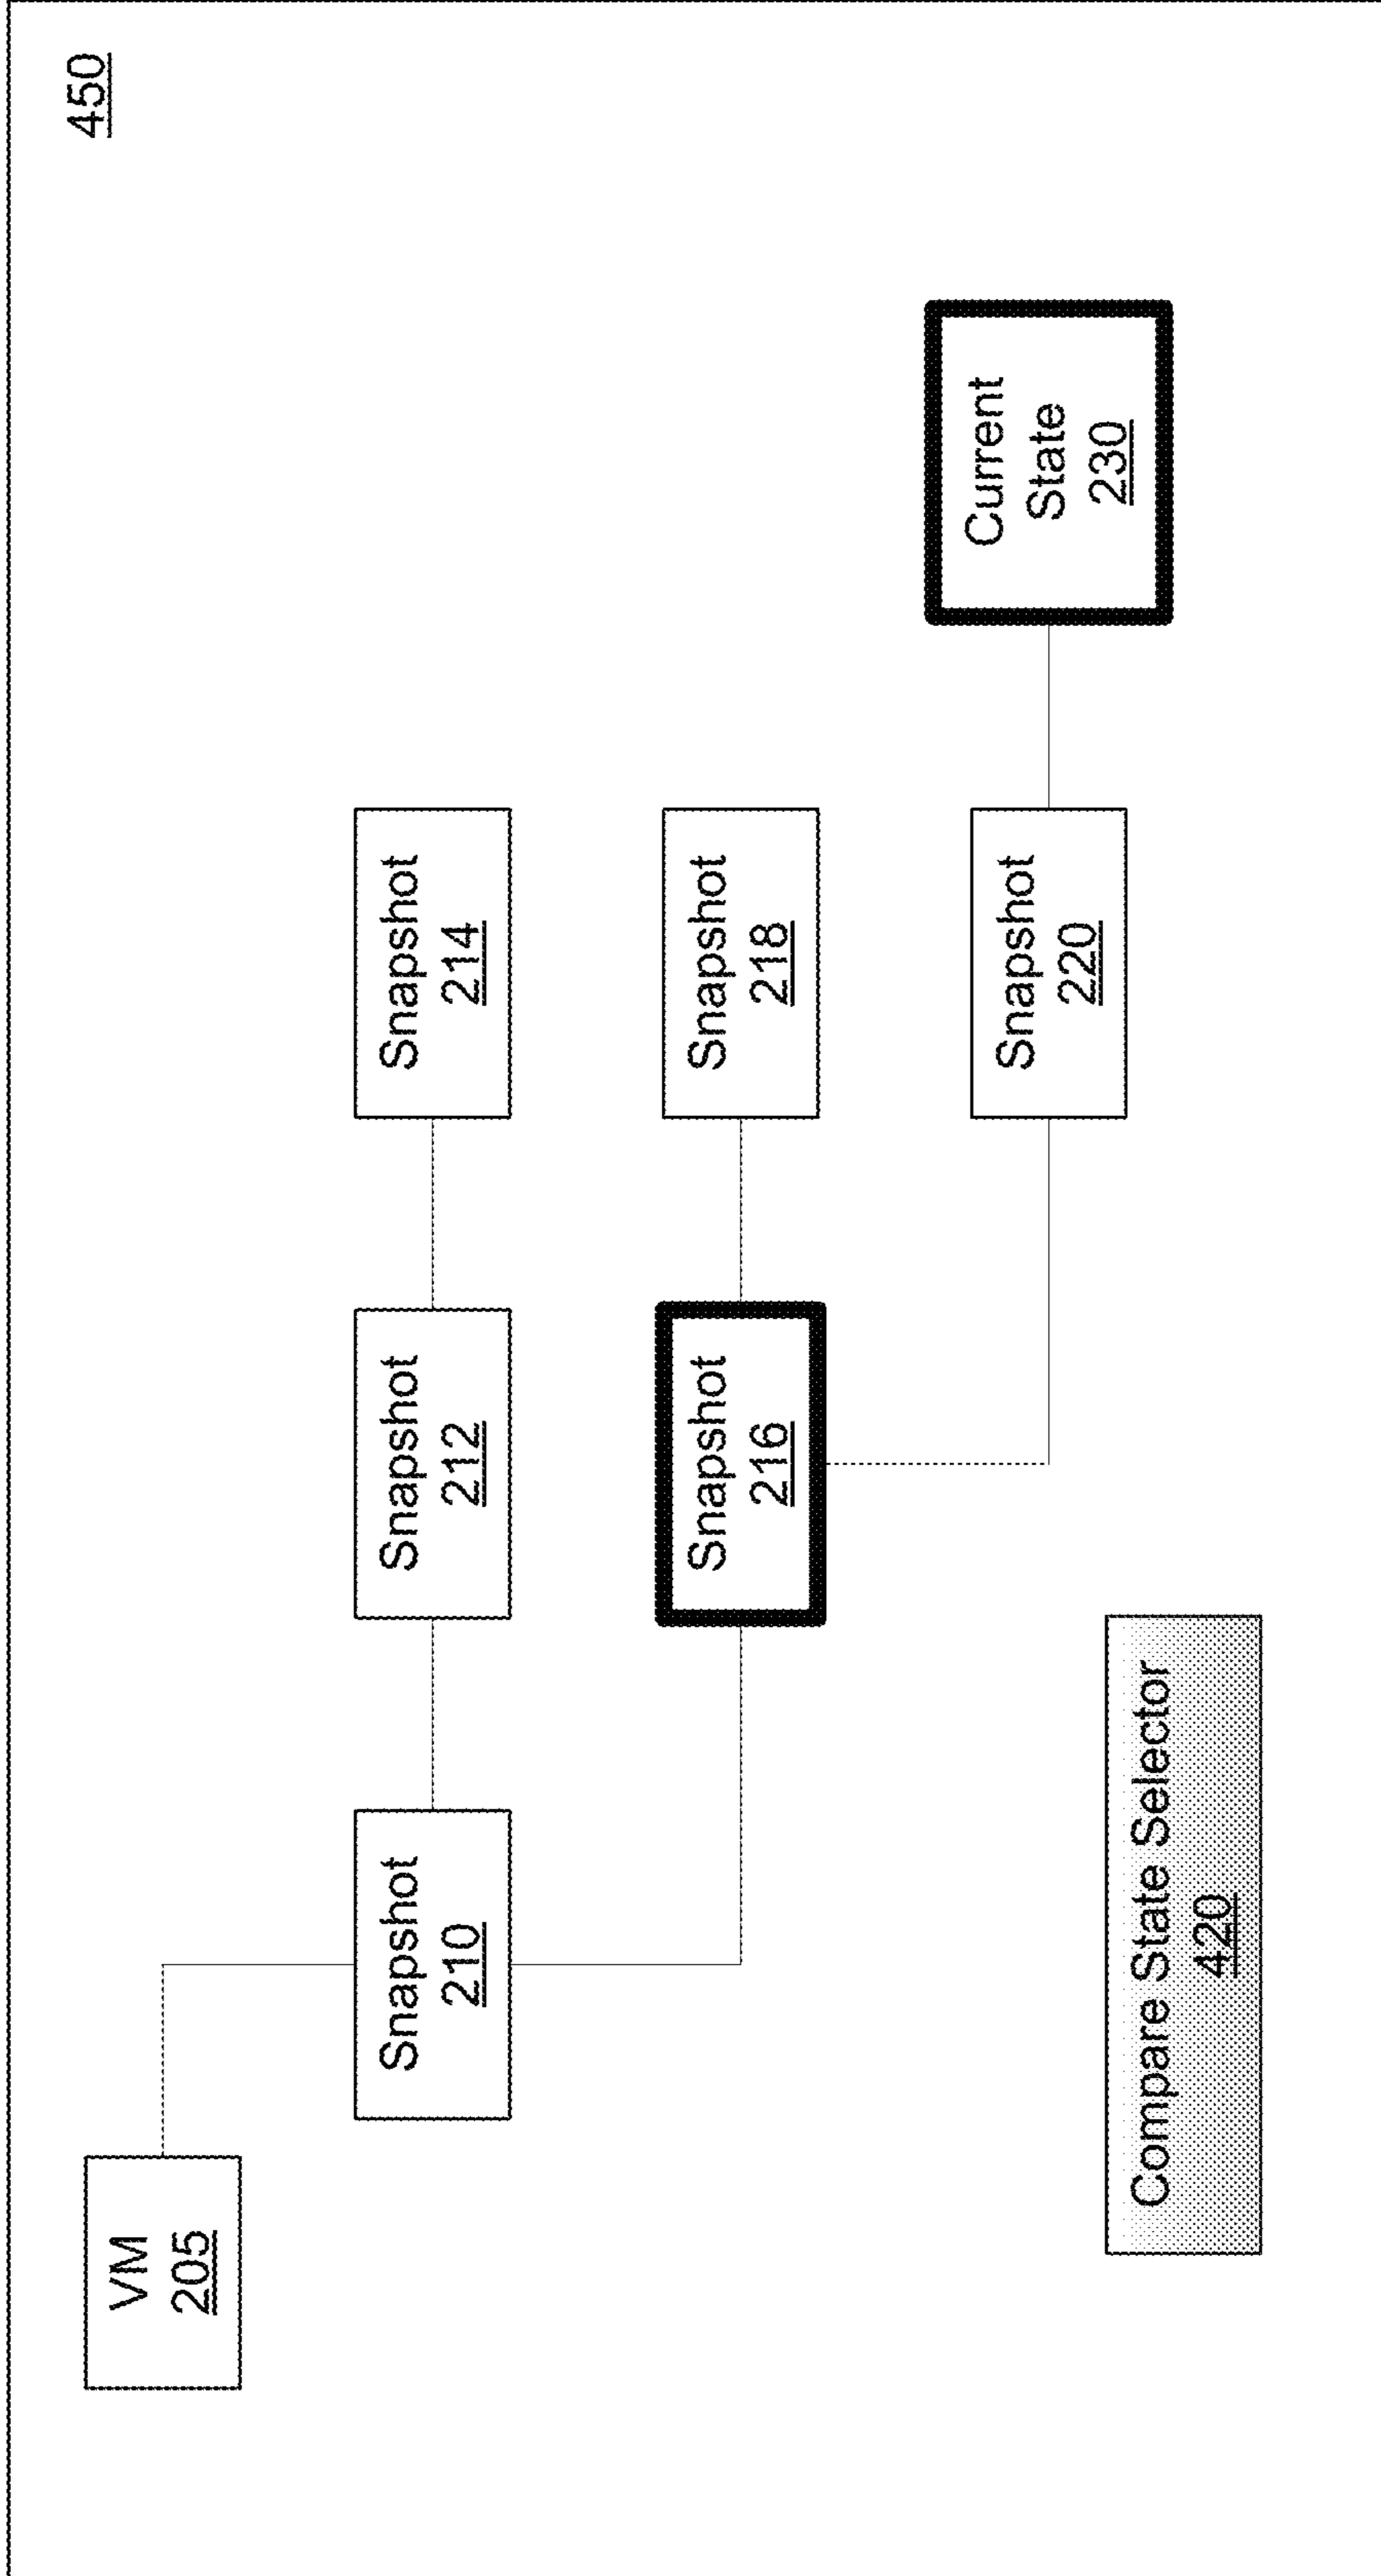 450
VM
205
Snapshot
210
Snapshot
212
Snapshot
214
Snapshot
216
Snapshot
218
Snapshot
220
Current
State
230
Compare State Selector
420